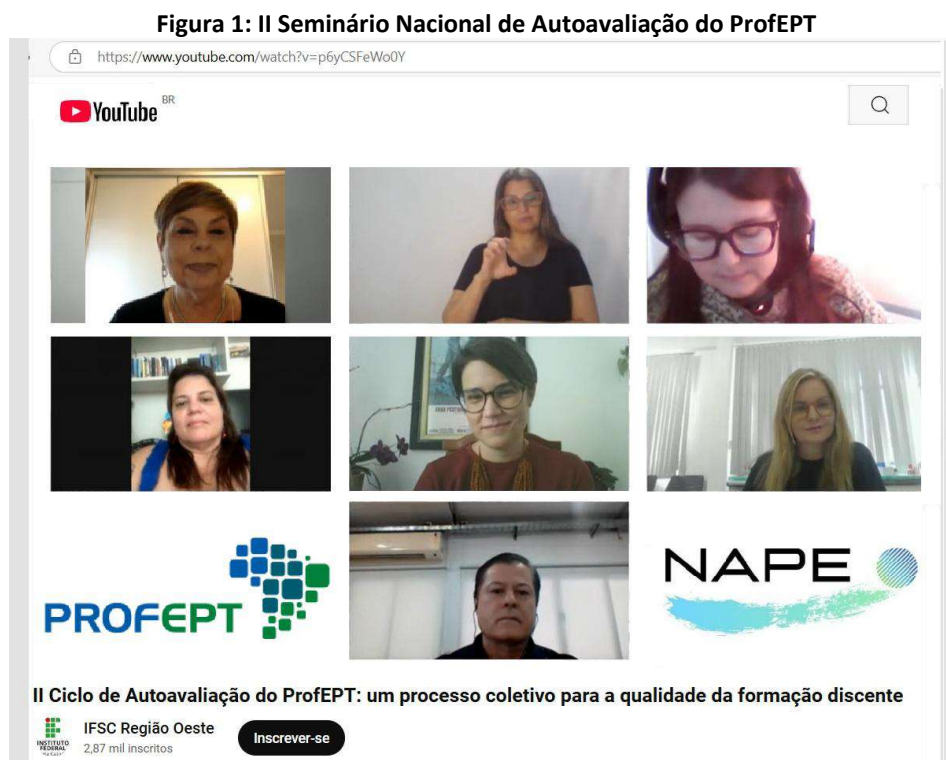 Figura 1: II Seminário Nacional de Autoavaliação do ProfEPT
https://www.youtube.com/watch?v=p6yCSFeWo0Y
YouTube BR
PROFEPT
NAPE
II Ciclo de Autoavaliação do ProfEPT: um processo coletivo para a qualidade da formação discente
INSTITUTO
FEDERAL
IFSC Região Oeste
2,87 mil inscritos
Inscrever-se